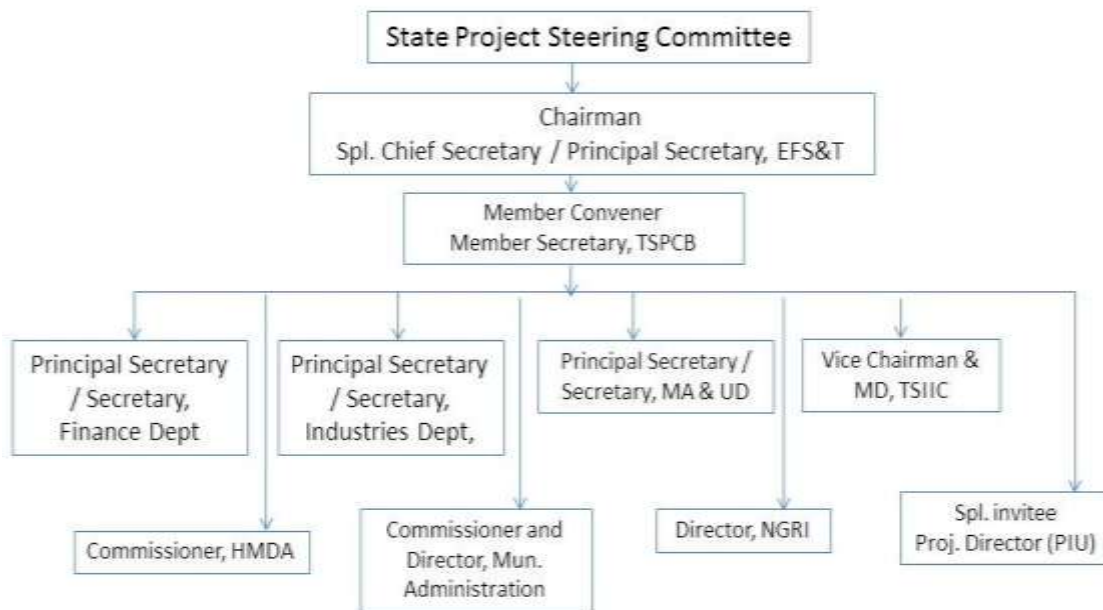 State Project Steering Committee
Chairman
Spl. Chief Secretary / Principal Secretary, EFS&T
Member Convener
Member Secretary, TSPCB
Principal Secretary
/ Secretary,
Finance Dept
Principal Secretary
/ Secretary,
Industries Dept,
Principal Secretary /
Secretary, MA & UD
Vice Chairman &
MD, TSIIC
Commissioner, HMDA
Commissioner and
Director, Mun.
Administration
Director, NGRI
Spl. invitee
Proj. Director (PIU)